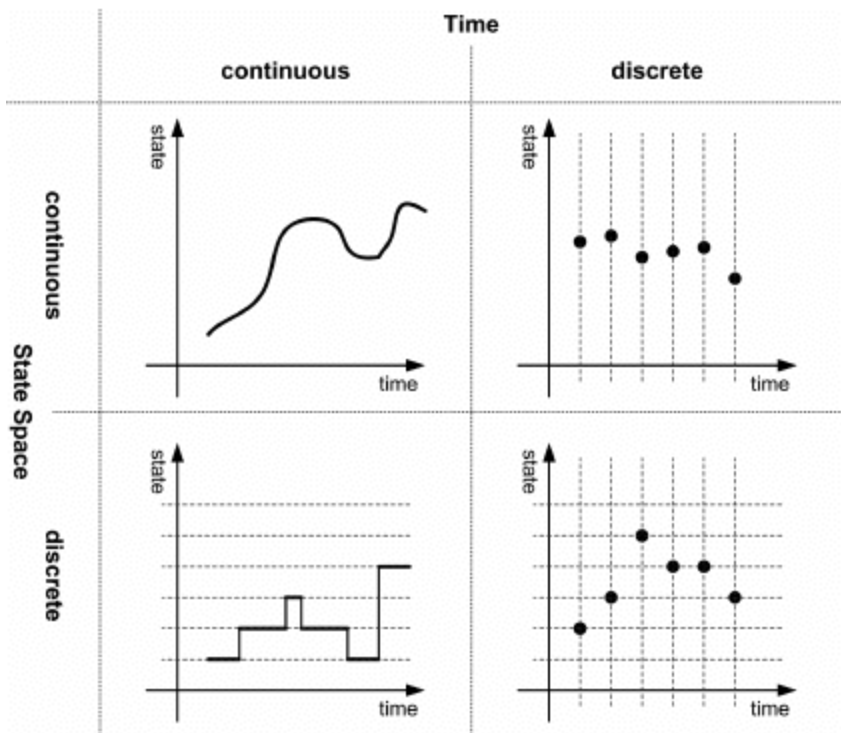 Time
continuous
discrete
State Space
continuous
state
time
state
time
discrete
state
time
state
time